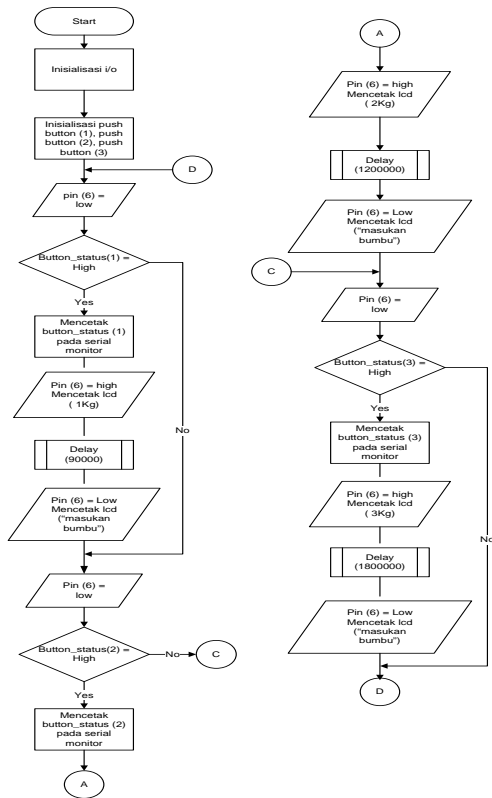 Start
Inisialisasi i/o
Inisialisasi push
button (1), push
button (2), push
button (3)
D
pin (6) =
low
Button_status(1) =
High
Yes
Mencetak
button_status (1)
pada serial
monitor
Pin (6) = high
Mencetak lcd
( 1Kg)
No
Delay
(90000)
Pin (6) = Low
Mencetak lcd
("masukan
bumbu")
Pin (6) =
low
Button_status(2) =
High
No
C
Yes
Mencetak
button_status (2)
pada serial
monitor
A
A
Pin (6) = high
Mencetak lcd
( 2Kg)
Delay
(1200000)
Pin (6) = Low
Mencetak lcd
("masukan
bumbu")
C
Pin (6) =
low
Button_status(3) =
High
Yes
Mencetak
button_status (3)
pada serial
monitor
Pin (6) = high
Mencetak lcd
( 3Kg)
No
Delay
(1800000)
Pin (6) = Low
Mencetak lcd
("masukan
bumbu")
D